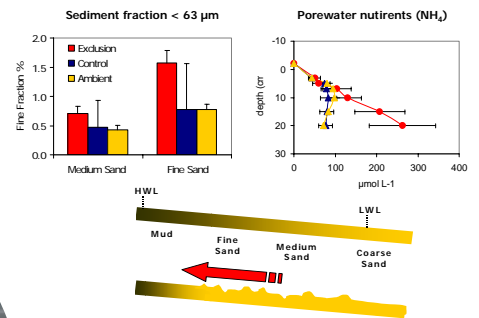 Sediment fraction < 63 µm
2.0
1.5
1.0
0.5
0.0
Fine Fraction %
Exclusion
Control
Ambient
Medium Sand
Fine Sand
Porewater nutirents (NH₄)
-10
0
10
20
30
depth (cm
0
100
200
300
400
µmol L-1
HWL
LWL
Mud
Fine
Sand
Medium
Sand
Coarse
Sand